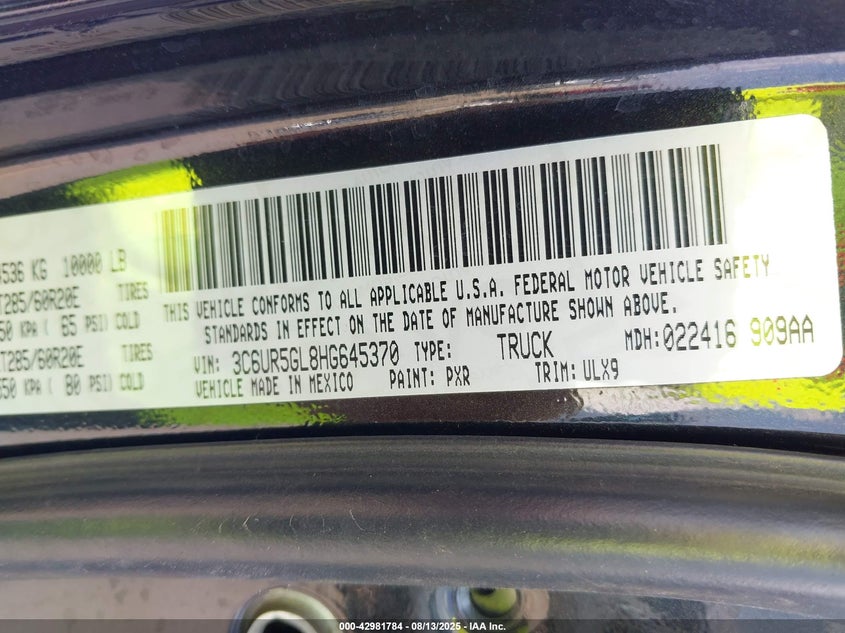 536 KG 10000 LB
T285/60R20E TIRES
50 KPA ( 65 PSI) COLD
T285/60R20E TIRES
550 KPA ( 80 PSI) COLD
THIS VEHICLE CONFORMS TO ALL APPLICABLE U.S.A. FEDERAL MOTOR VEHICLE SAFETY
STANDARDS IN EFFECT ON THE DATE OF MANUFACTURE SHOWN ABOVE.
VIN: 3C6UR5GL8HG645370 TYPE: TRUCK MDH: 022416 909AA
VEHICLE MADE IN MEXICO PAINT: PXR TRIM: ULX9
000-42981784 - 08/13/2025 - IAA Inc.